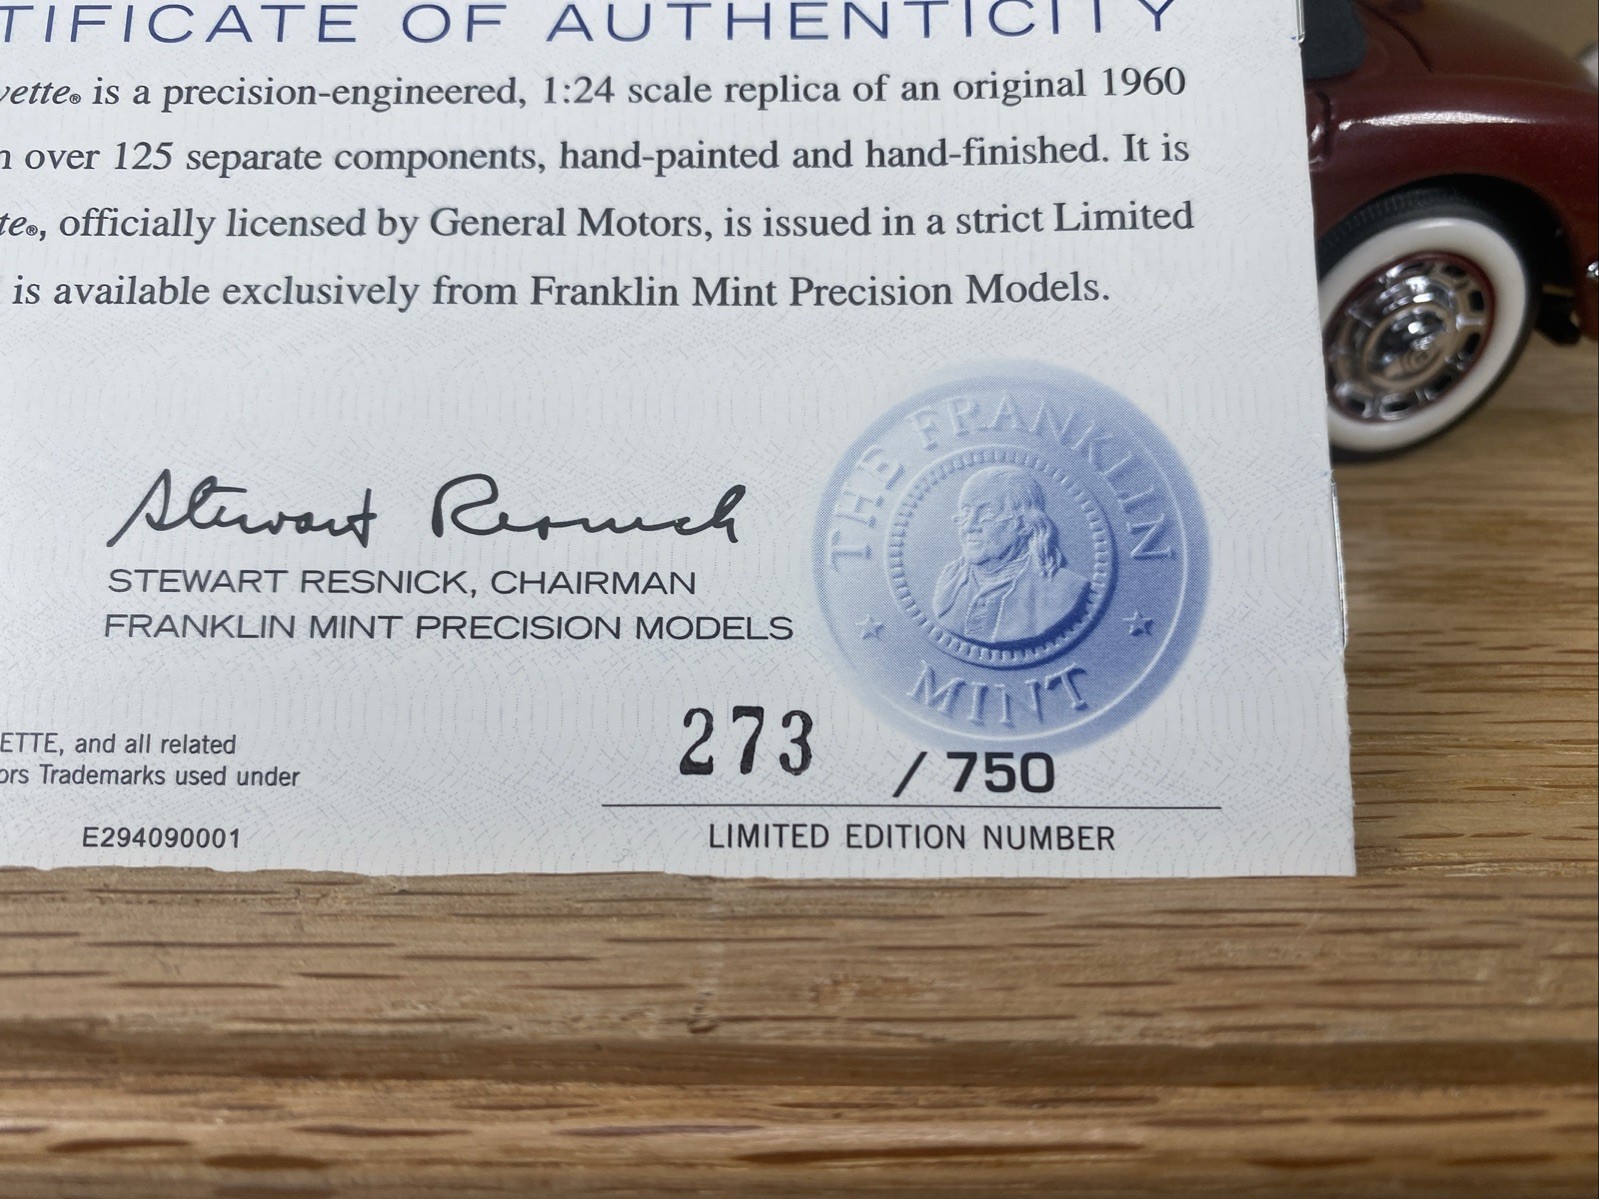 TIFICATE OF AUTHENTICITY
vette® is a precision-engineered, 1:24 scale replica of an original 1960
n over 125 separate components, hand-painted and hand-finished. It is
te®, officially licensed by General Motors, is issued in a strict Limited
is available exclusively from Franklin Mint Precision Models.
THE FRANKLIN
MINT
Stewart Resnick
STEWART RESNICK, CHAIRMAN
FRANKLIN MINT PRECISION MODELS
273 / 750
LIMITED EDITION NUMBER
ETTE, and all related
ors Trademarks used under
E294090001